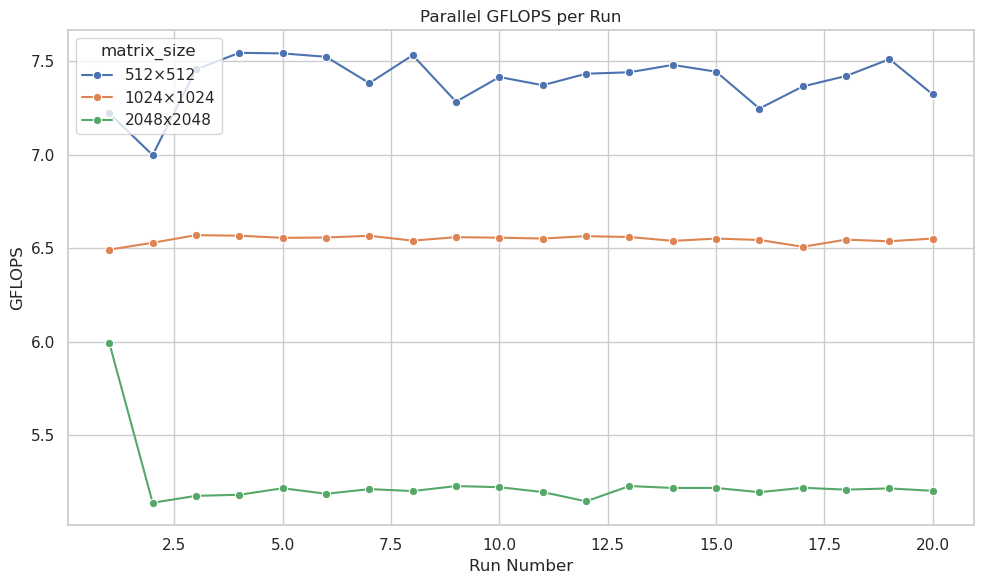 Parallel GFLOPS per Run
matrix_size
512×512
1024×1024
2048x2048
GFLOPS
7.5
7.0
6.5
6.0
5.5
2.5 5.0 7.5 10.0 12.5 15.0 17.5 20.0
Run Number